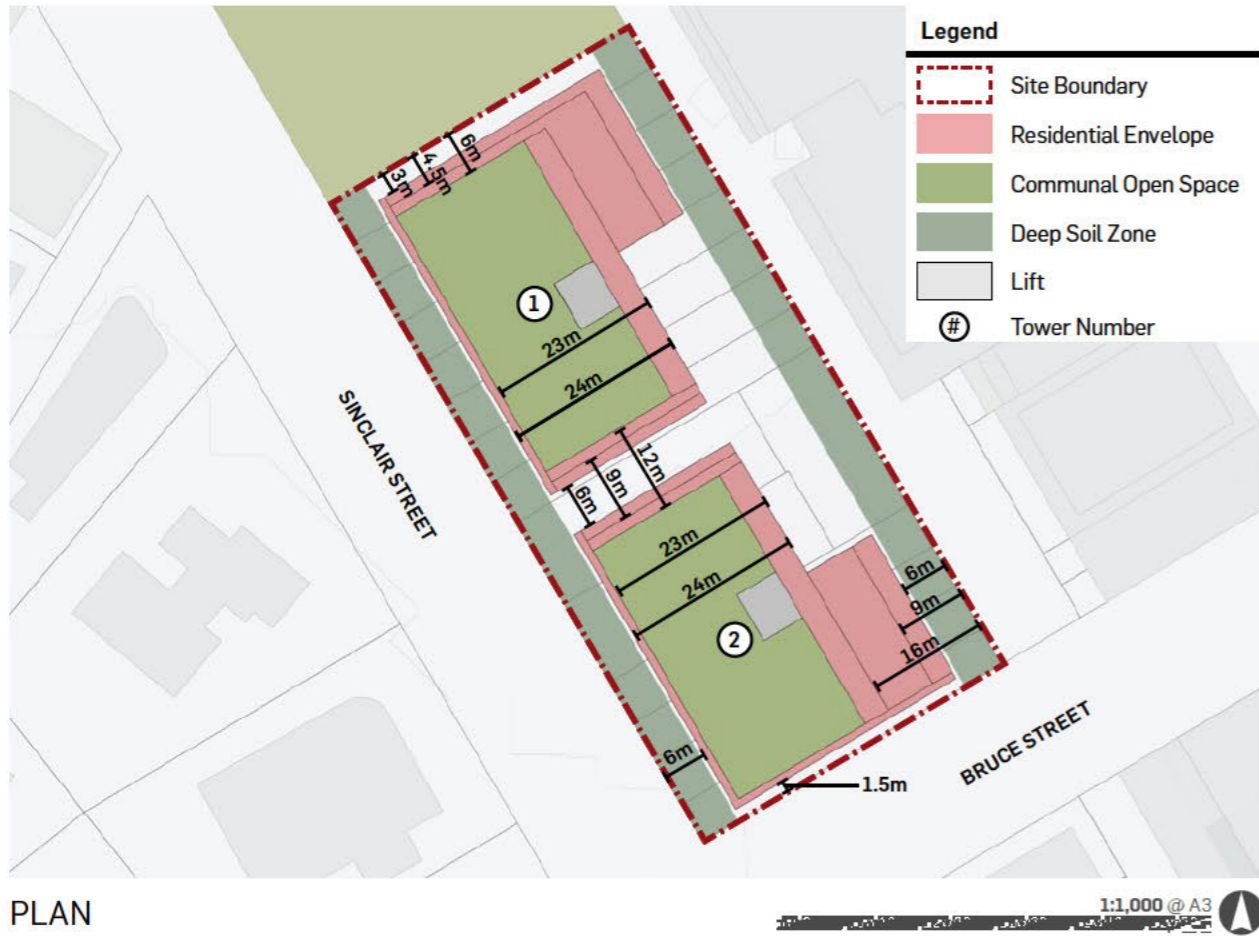 Legend
Site Boundary
Residential Envelope
Communal Open Space
Deep Soil Zone
Lift
# Tower Number
3m
4.5m
6m
1
23m
24m
SINCLAIR STREET
6m
9m
12m
23m
24m
2
6m
9m
16m
6m
1.5m
BRUCE STREET
PLAN
1:1,000 @ A3